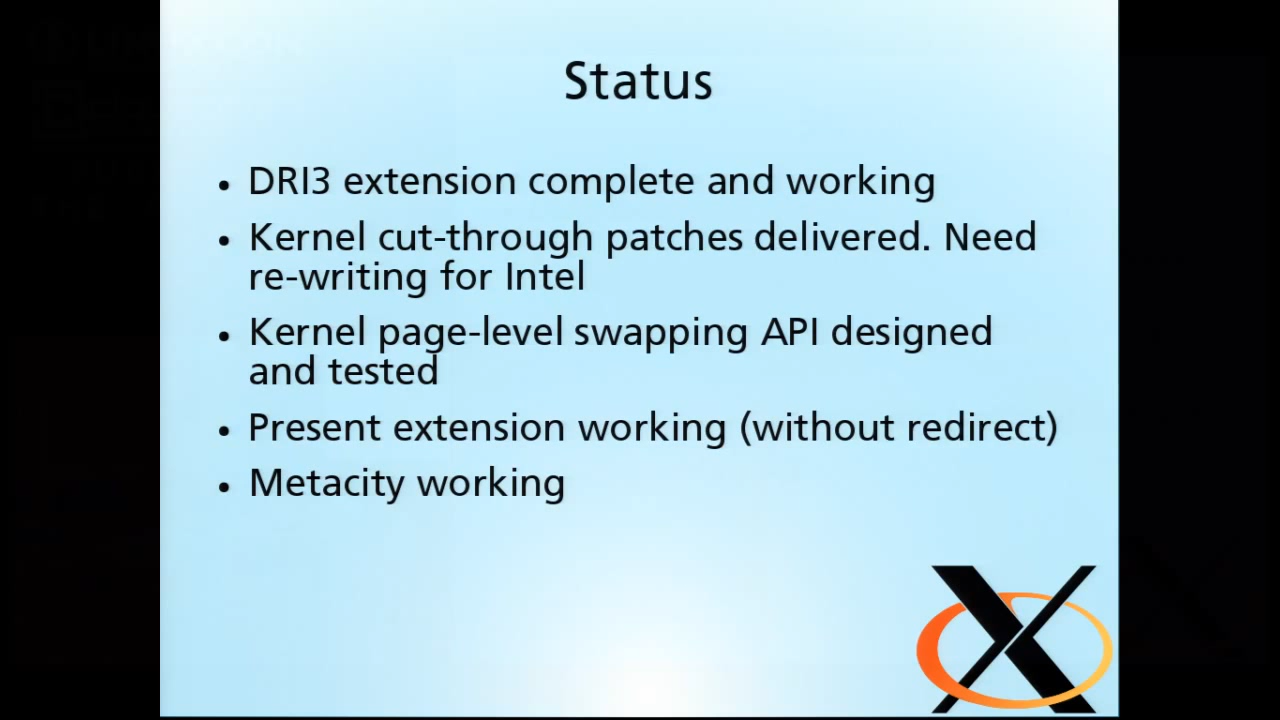 Status
• DRI3 extension complete and working
• Kernel cut-through patches delivered. Need
re-writing for Intel
• Kernel page-level swapping API designed
and tested
• Present extension working (without redirect)
• Metacity working